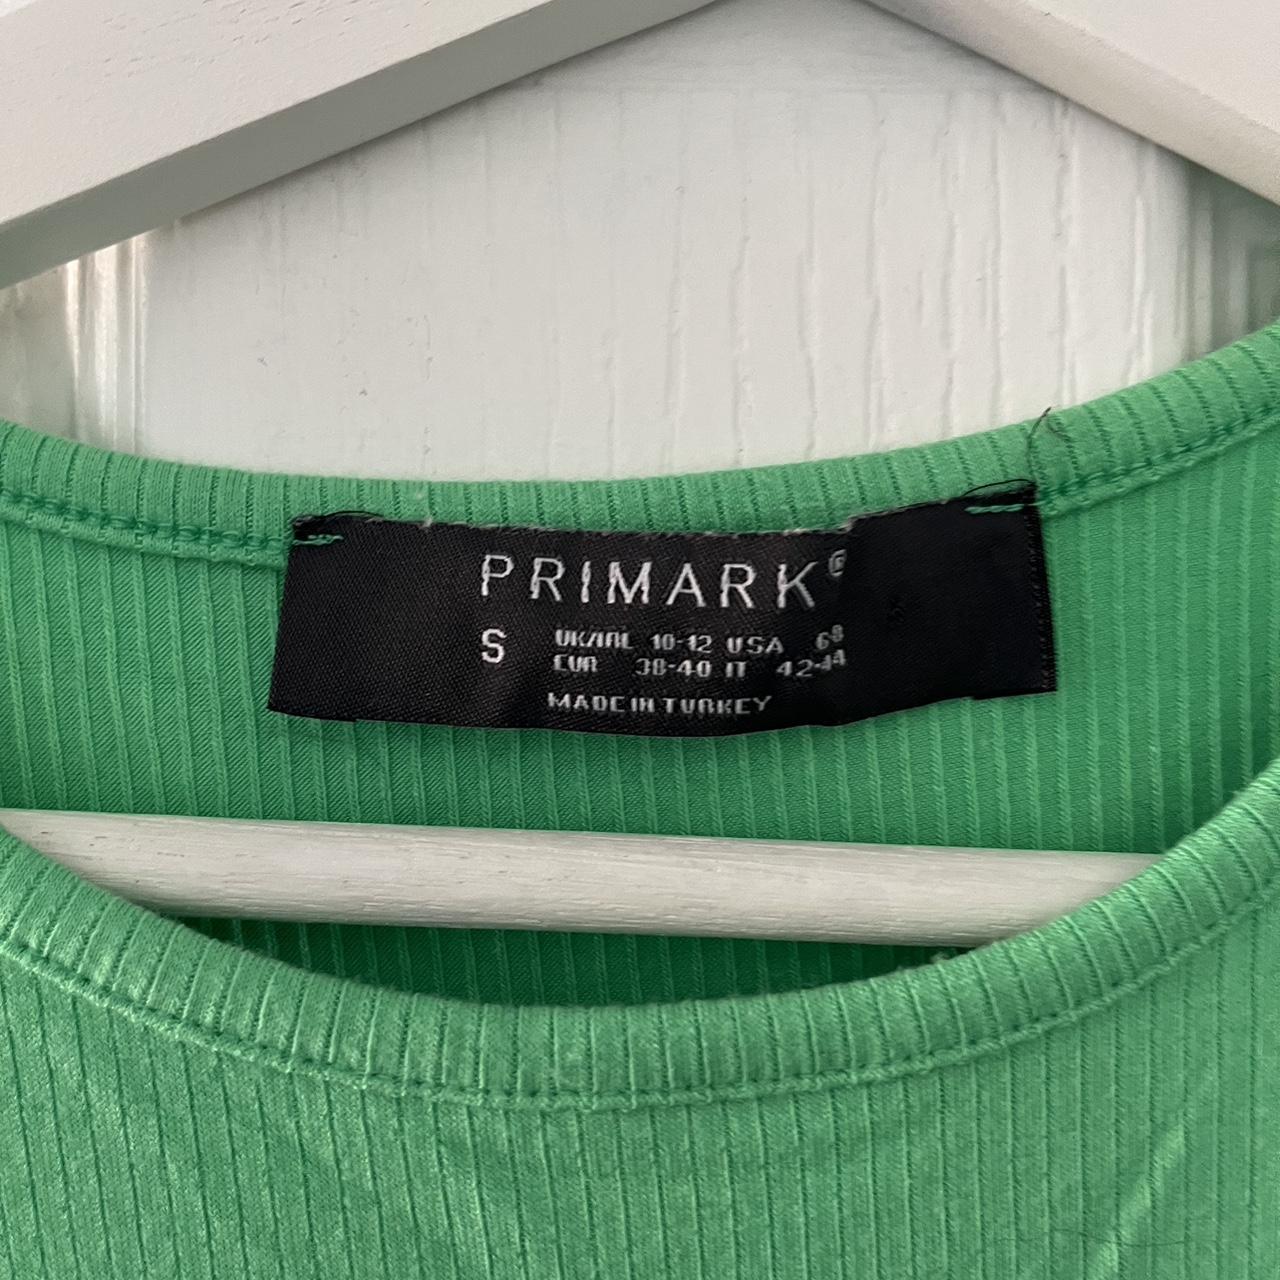 PRIMARK®
S UK/IRL 10-12 USA 6-8
EUR 38-40 IT 42-44
MADE IN TURKEY